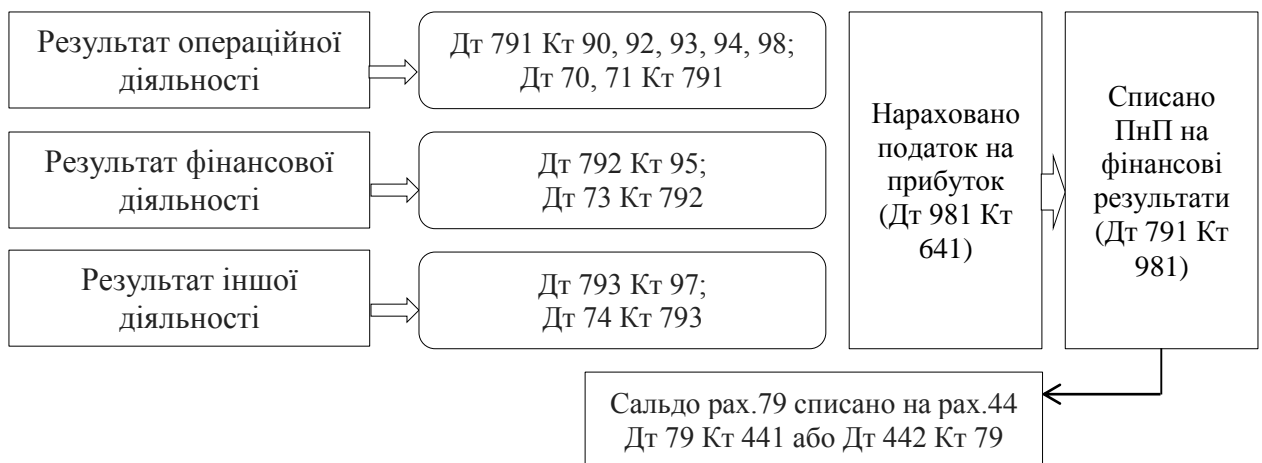 Результат операційної
діяльності
Дт 791 Кт 90, 92, 93, 94, 98;
Дт 70, 71 Кт 791
Результат фінансової
діяльності
Дт 792 Кт 95;
Дт 73 Кт 792
Результат іншої
діяльності
Дт 793 Кт 97;
Дт 74 Кт 793
Нараховано
податок на
прибуток
(Дт 981 Кт
641)
Списано
ПнП на
фінансові
результати
(Дт 791 Кт
981)
Сальдо рах.79 списано на рах.44
Дт 79 Кт 441 або Дт 442 Кт 79